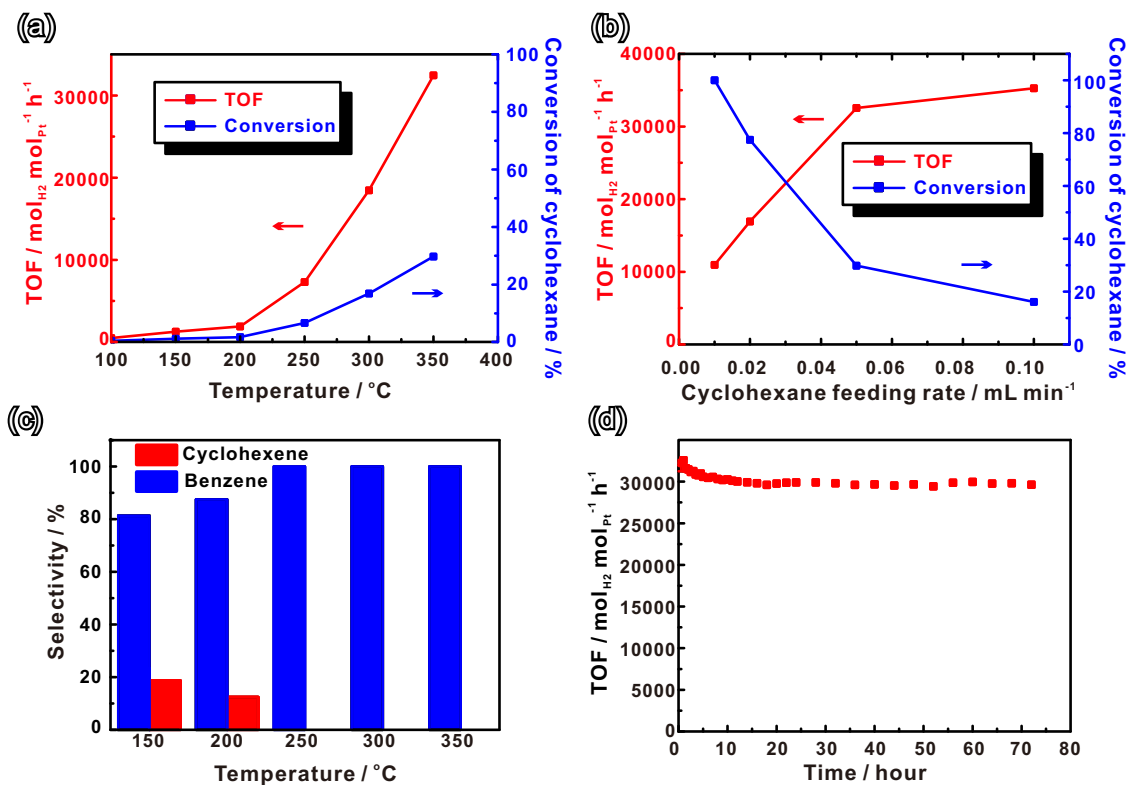 (a)
TOF / mol_H2 mol_Pt^-1 h^-1
30000
20000
10000
0
TOF
Conversion
100
80
60
40
20
0
Conversion of cyclohexane / %
100 150 200 250 300 350 400
Temperature / °C
(b)
TOF / mol_H2 mol_Pt^-1 h^-1
40000
30000
20000
10000
0
TOF
Conversion
100
80
60
40
20
0
Conversion of cyclohexane / %
0.00 0.02 0.04 0.06 0.08 0.10
Cyclohexane feeding rate / mL min^-1
(c)
Selectivity / %
100
80
60
40
20
0
Cyclohexene
Benzene
150 200 250 300 350
Temperature / °C
(d)
TOF / mol_H2 mol_Pt^-1 h^-1
30000
25000
20000
15000
10000
5000
0
0 10 20 30 40 50 60 70 80
Time / hour